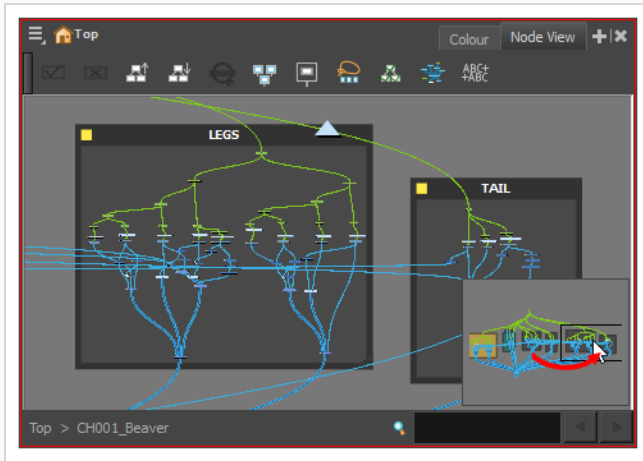 Top
Colour
Node View
ABC+
+ABC
LEGS
TAIL
Top > CH001_Beaver